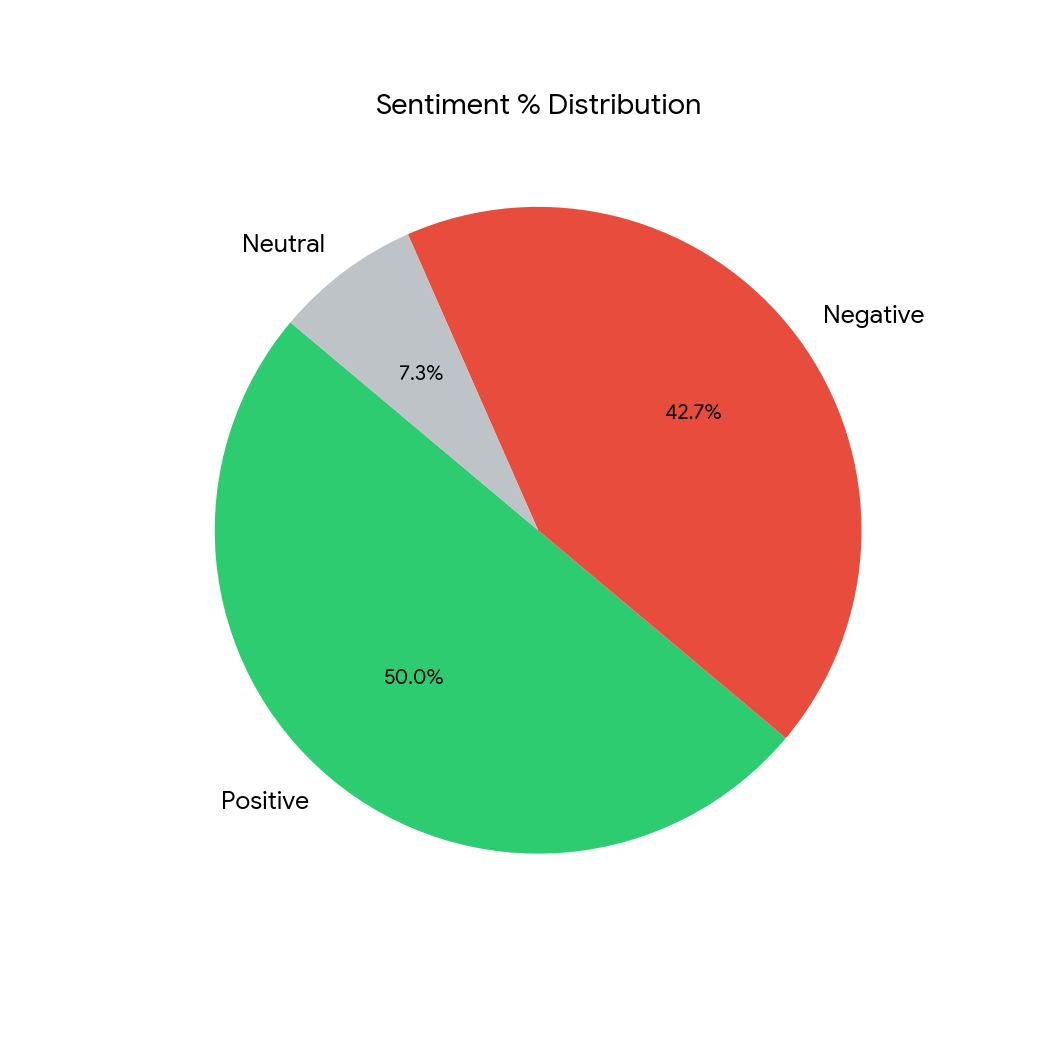 Sentiment % Distribution
Neutral
Negative
7.3%
42.7%
50.0%
Positive